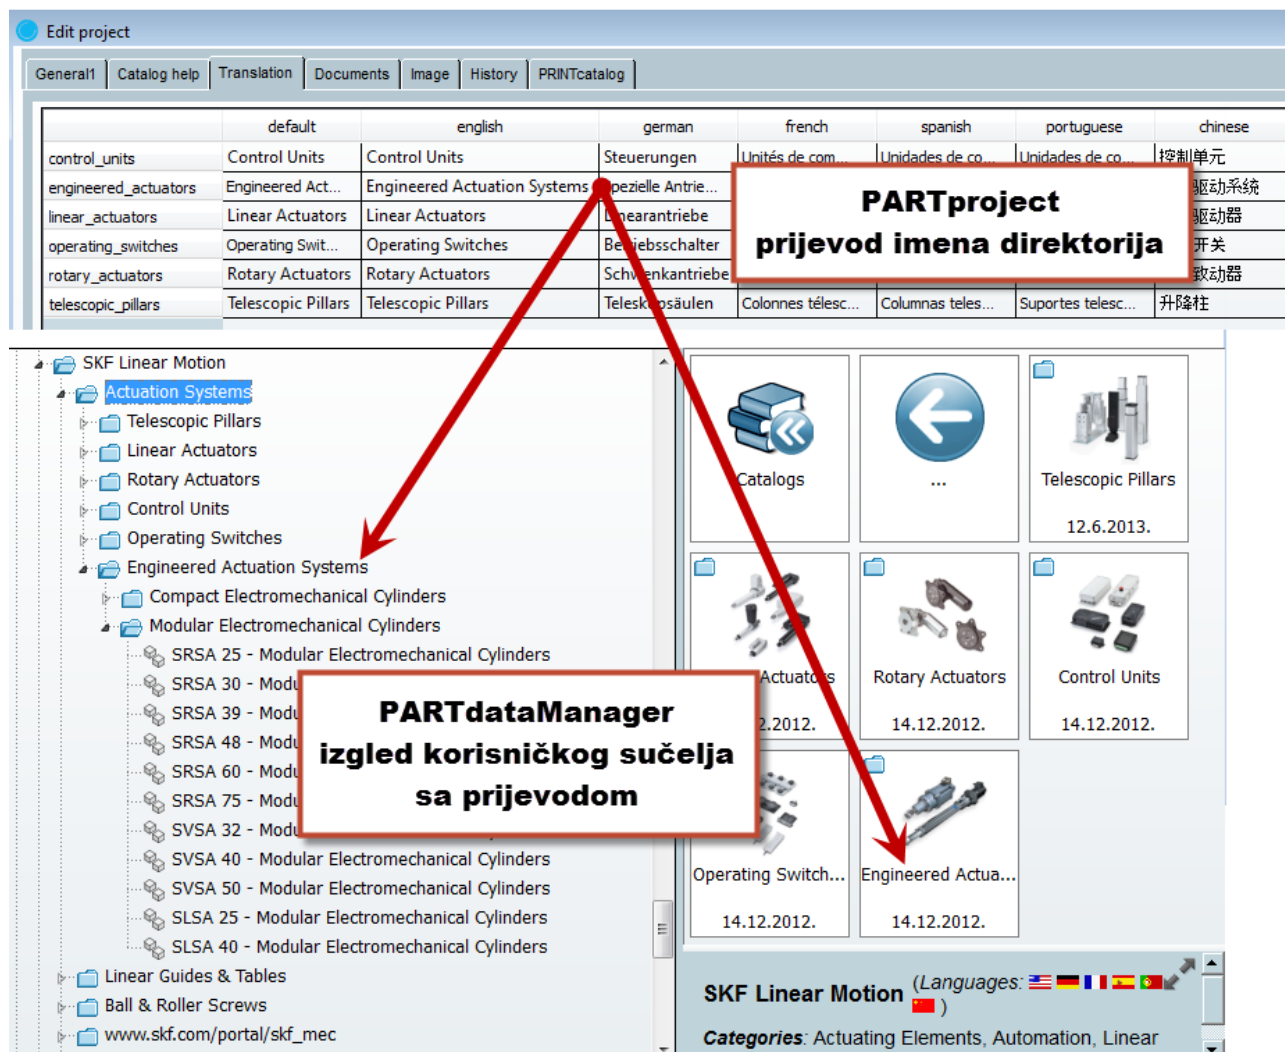 Edit project
General1 Catalog help Translation Documents Image History PRINTcatalog
default english german french spanish portuguese chinese
control_units Control Units Control Units Steuerungen Unités de com... Unidades de co... Unidades de co... 控制单元
engineered_actuators Engineered Act... Engineered Actuation Systems pezielle Antrie... 驱动系统
linear_actuators Linear Actuators Linear Actuators Linearantriebe 驱动器
operating_switches Operating Swit... Operating Switches Betriebsschalter 开关
rotary_actuators Rotary Actuators Rotary Actuators Schwenkantriebe 致动器
telescopic_pillars Telescopic Pillars Telescopic Pillars Teleskopsäulen Colonnes télesc... Columnas teles... Suportes telesc... 升降柱
PARTproject
prijevod imena direktorija
SKF Linear Motion
Actuation Systems
Telescopic Pillars
Linear Actuators
Rotary Actuators
Control Units
Operating Switches
Engineered Actuation Systems
Compact Electromechanical Cylinders
Modular Electromechanical Cylinders
SRSA 25 - Modular Electromechanical Cylinders
SRSA 30 - Modu
SRSA 39 - Modu
SRSA 48 - Modu
SRSA 60 - Modu
SRSA 75 - Modu
SVSA 32 - Modular Electromechanical Cylinders
SVSA 40 - Modular Electromechanical Cylinders
SVSA 50 - Modular Electromechanical Cylinders
SLSA 25 - Modular Electromechanical Cylinders
SLSA 40 - Modular Electromechanical Cylinders
Linear Guides & Tables
Ball & Roller Screws
www.skf.com/portal/skf_mec
PARTdataManager
izgled korisničkog sučelja
sa prijevodom
Catalogs
...
Telescopic Pillars
12.6.2013.
Actuators
2.2012.
Rotary Actuators
14.12.2012.
Control Units
14.12.2012.
Operating Switch...
14.12.2012.
Engineered Actua...
14.12.2012.
SKF Linear Motion (Languages: )
Categories: Actuating Elements, Automation, Linear